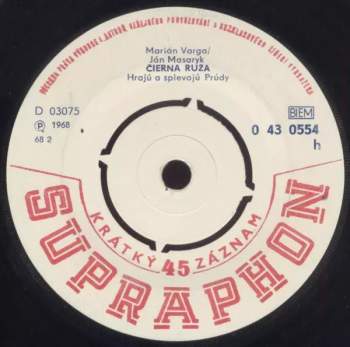 Marián Varga/
Ján Masaryk
ČIERNA RUŽA
Hrajú a spievajú Prúdy
D 03075
℗ 1968
68 2
BIEM
0 43 0554
h
KRÁTKÝ 45 ZÁZNAM
SUPRAPHON